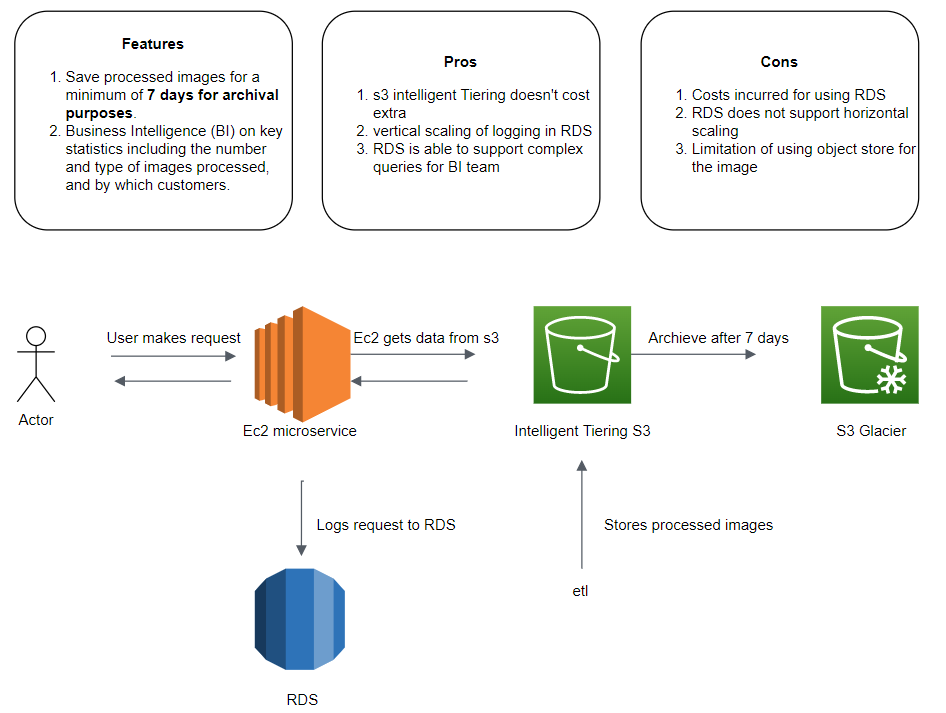 Features
1. Save processed images for a
minimum of 7 days for archival
purposes.
2. Business Intelligence (BI) on key
statistics including the number
and type of images processed,
and by which customers.
Pros
1. s3 intelligent Tiering doesn't cost
extra
2. vertical scaling of logging in RDS
3. RDS is able to support complex
queries for BI team
Cons
1. Costs incurred for using RDS
2. RDS does not support horizontal
scaling
3. Limitation of using object store for
the image
User makes request
Ec2 gets data from s3
Archieve after 7 days
Actor
Ec2 microservice
Intelligent Tiering S3
S3 Glacier
Logs request to RDS
Stores processed images
etl
RDS